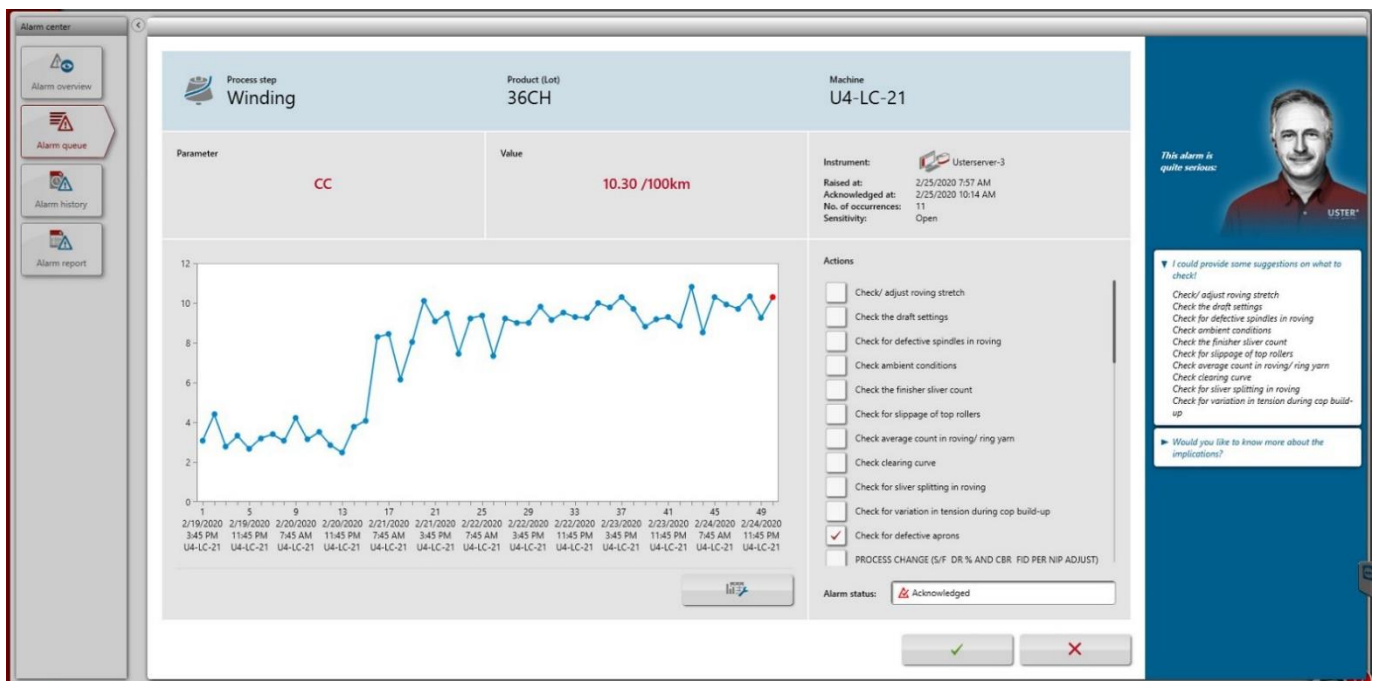 Alarm center
Alarm overview
Alarm queue
Alarm history
Alarm report
Process step
Winding
Product (Lot)
36CH
Machine
U4-LC-21
Parameter
CC
Value
10.30 /100km
Instrument: Usterserver-3
Raised at: 2/25/2020 7:57 AM
Acknowledged at: 2/25/2020 10:14 AM
No. of occurrences: 11
Sensitivity: Open
12
10
8
6
4
2
0
1 5 9 13 17 21 25 29 33 37 41 45 49
2/19/2020 2/19/2020 2/20/2020 2/20/2020 2/21/2020 2/21/2020 2/22/2020 2/22/2020 2/22/2020 2/23/2020 2/23/2020 2/24/2020 2/24/2020
3:45 PM 11:45 PM 7:45 AM 11:45 PM 7:45 AM 3:45 PM 7:45 AM 3:45 PM 11:45 PM 3:45 PM 11:45 PM 7:45 AM 11:45 PM
U4-LC-21 U4-LC-21 U4-LC-21 U4-LC-21 U4-LC-21 U4-LC-21 U4-LC-21 U4-LC-21 U4-LC-21 U4-LC-21 U4-LC-21 U4-LC-21 U4-LC-21
Actions
Check/ adjust roving stretch
Check the draft settings
Check for defective spindles in roving
Check ambient conditions
Check the finisher sliver count
Check for slippage of top rollers
Check average count in roving/ ring yarn
Check clearing curve
Check for sliver splitting in roving
Check for variation in tension during cop build-up
Check for defective aprons
PROCESS CHANGE (S/F DR % AND CBR FID PER NIP ADJUST)
Alarm status: Acknowledged
This alarm is
quite serious:
USTER
I could provide some suggestions on what to
check!
Check/ adjust roving stretch
Check the draft settings
Check for defective spindles in roving
Check ambient conditions
Check the finisher sliver count
Check for slippage of top rollers
Check average count in roving/ ring yarn
Check clearing curve
Check for sliver splitting in roving
Check for variation in tension during cop build-
up
Would you like to know more about the
implications?